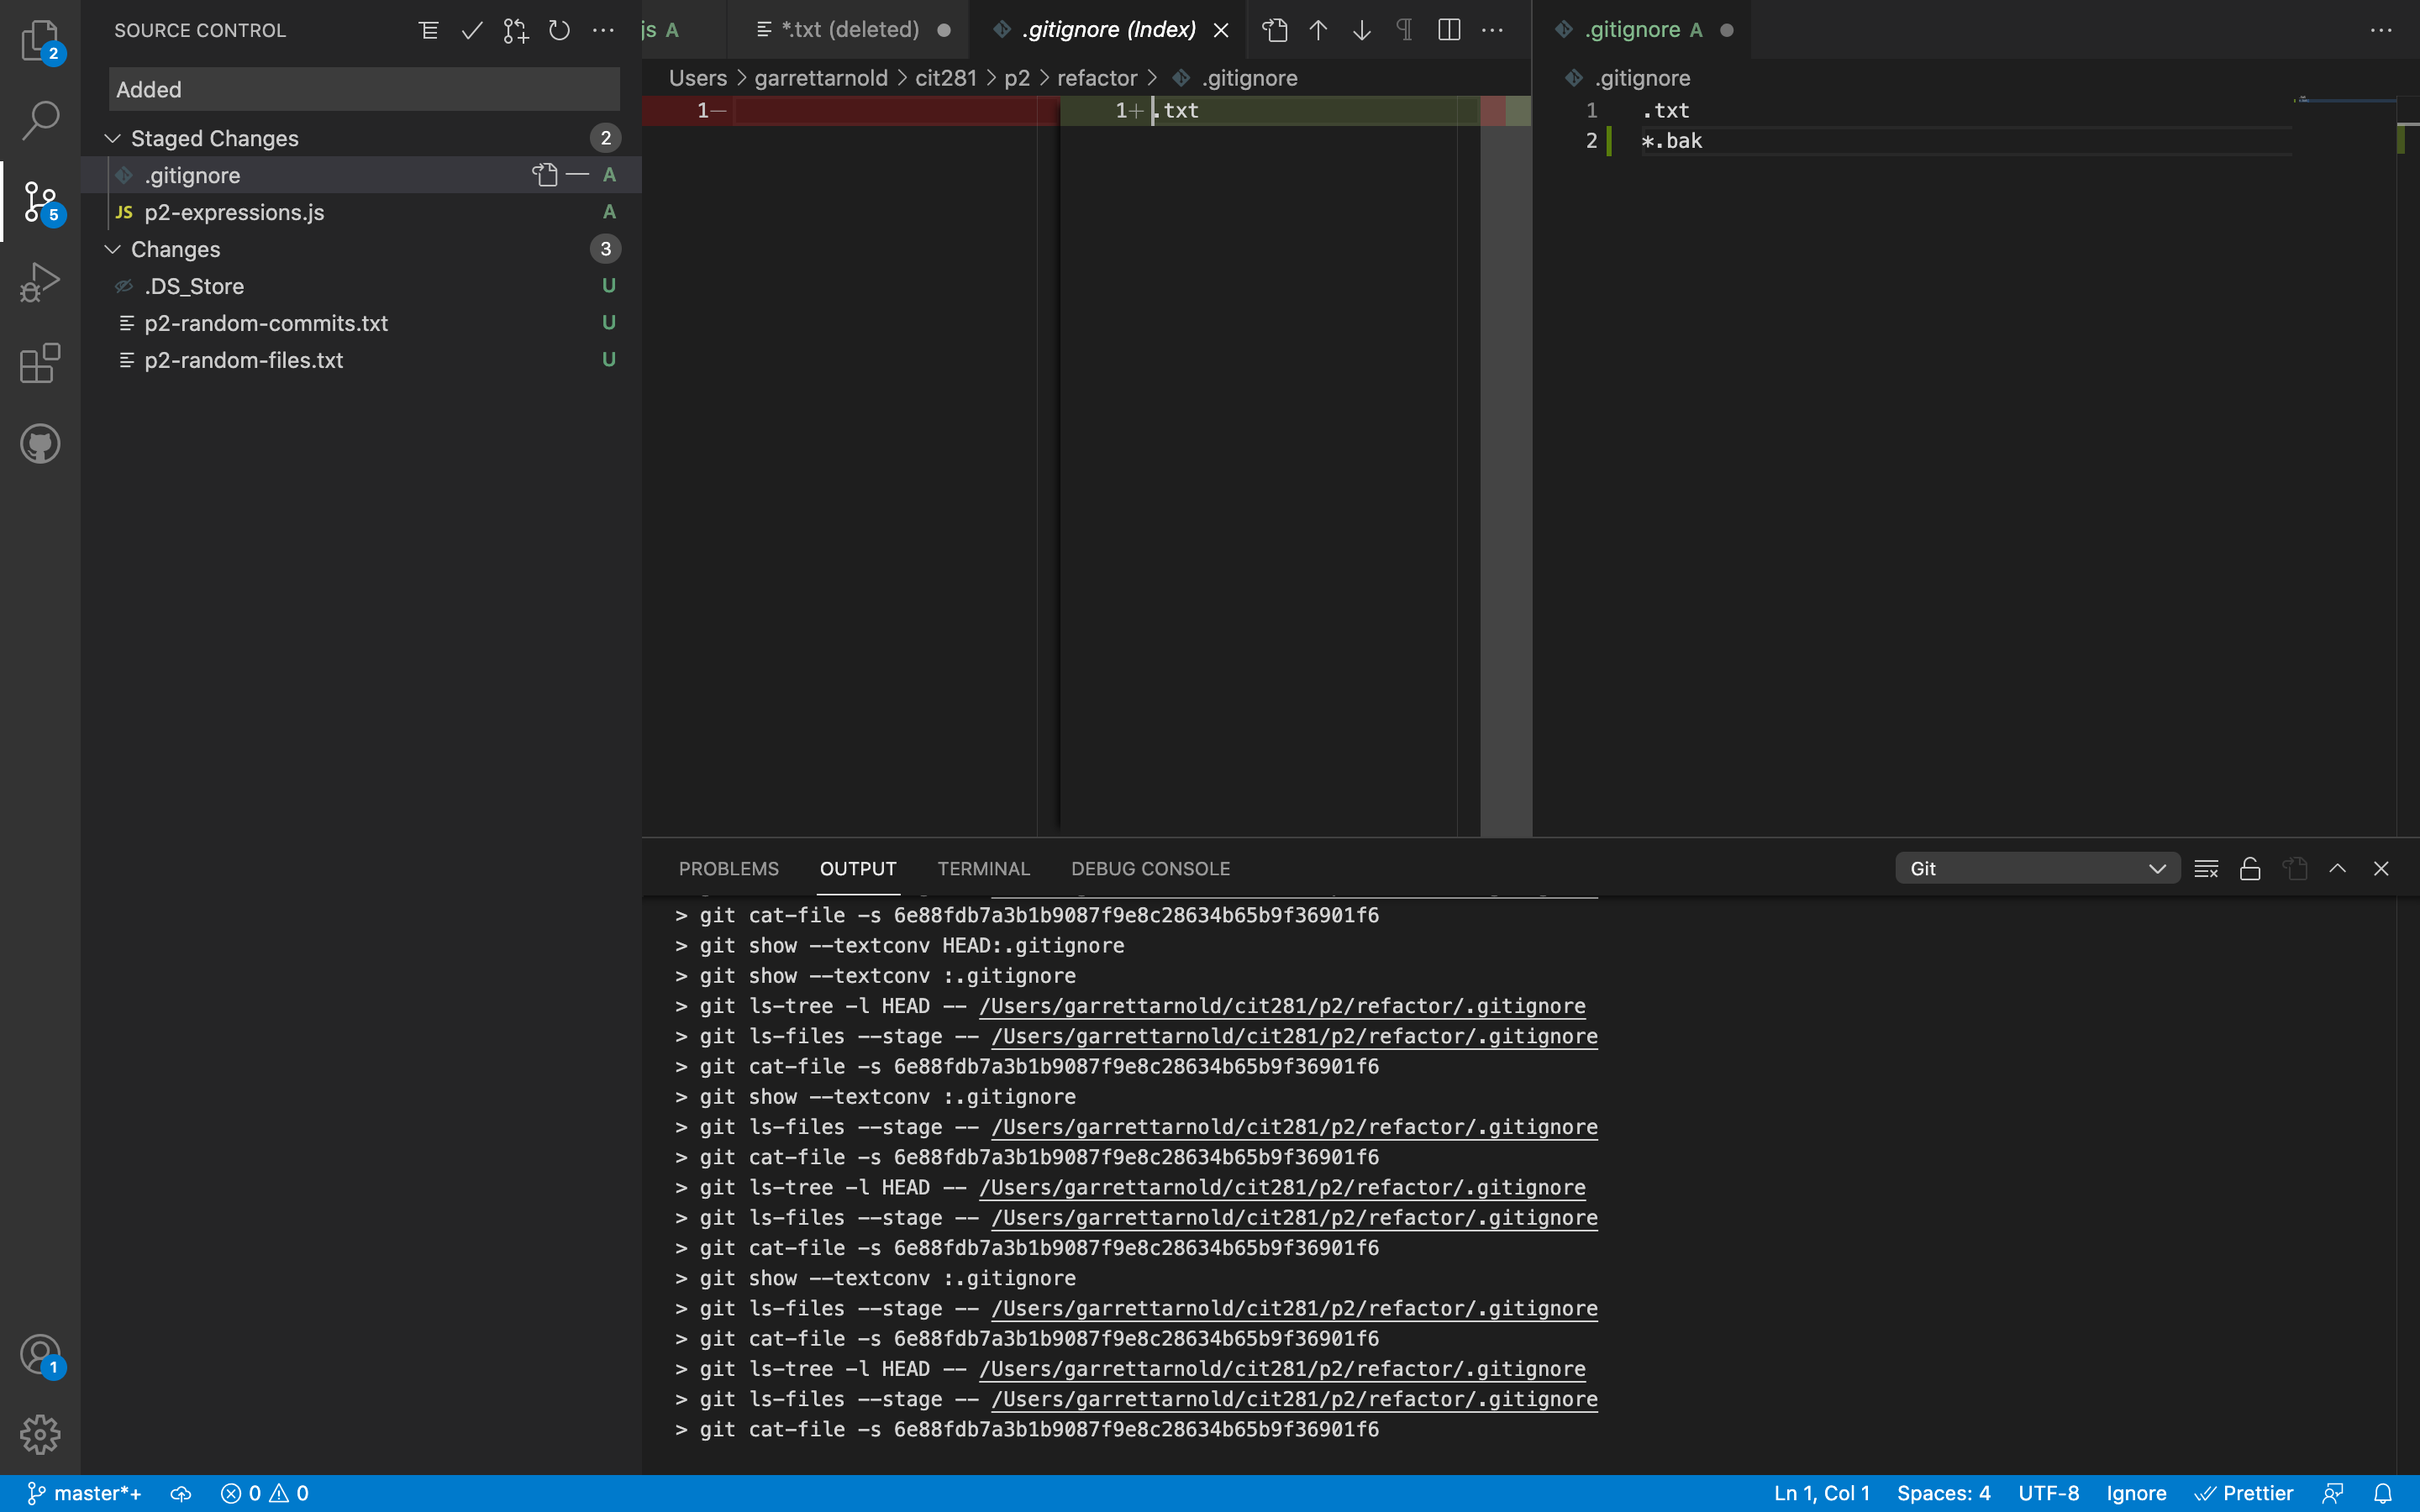 SOURCE CONTROL
Added
Staged Changes 2
.gitignore A
JS p2-expressions.js A
Changes 3
.DS_Store U
p2-random-commits.txt U
p2-random-files.txt U
2
5
1
js A
*.txt (deleted)
.gitignore (Index)
Users > garrettarnold > cit281 > p2 > refactor > .gitignore
1-
1+ .txt
.gitignore A
.gitignore
1 .txt
2 *.bak
PROBLEMS OUTPUT TERMINAL DEBUG CONSOLE Git
> git cat-file -s 6e88fdb7a3b1b9087f9e8c28634b65b9f36901f6
> git show --textconv HEAD:.gitignore
> git show --textconv :.gitignore
> git ls-tree -l HEAD -- /Users/garrettarnold/cit281/p2/refactor/.gitignore
> git ls-files --stage -- /Users/garrettarnold/cit281/p2/refactor/.gitignore
> git cat-file -s 6e88fdb7a3b1b9087f9e8c28634b65b9f36901f6
> git show --textconv :.gitignore
> git ls-files --stage -- /Users/garrettarnold/cit281/p2/refactor/.gitignore
> git cat-file -s 6e88fdb7a3b1b9087f9e8c28634b65b9f36901f6
> git ls-tree -l HEAD -- /Users/garrettarnold/cit281/p2/refactor/.gitignore
> git ls-files --stage -- /Users/garrettarnold/cit281/p2/refactor/.gitignore
> git cat-file -s 6e88fdb7a3b1b9087f9e8c28634b65b9f36901f6
> git show --textconv :.gitignore
> git ls-files --stage -- /Users/garrettarnold/cit281/p2/refactor/.gitignore
> git cat-file -s 6e88fdb7a3b1b9087f9e8c28634b65b9f36901f6
> git ls-tree -l HEAD -- /Users/garrettarnold/cit281/p2/refactor/.gitignore
> git ls-files --stage -- /Users/garrettarnold/cit281/p2/refactor/.gitignore
> git cat-file -s 6e88fdb7a3b1b9087f9e8c28634b65b9f36901f6
master*+ 0 0 Ln 1, Col 1 Spaces: 4 UTF-8 Ignore Prettier